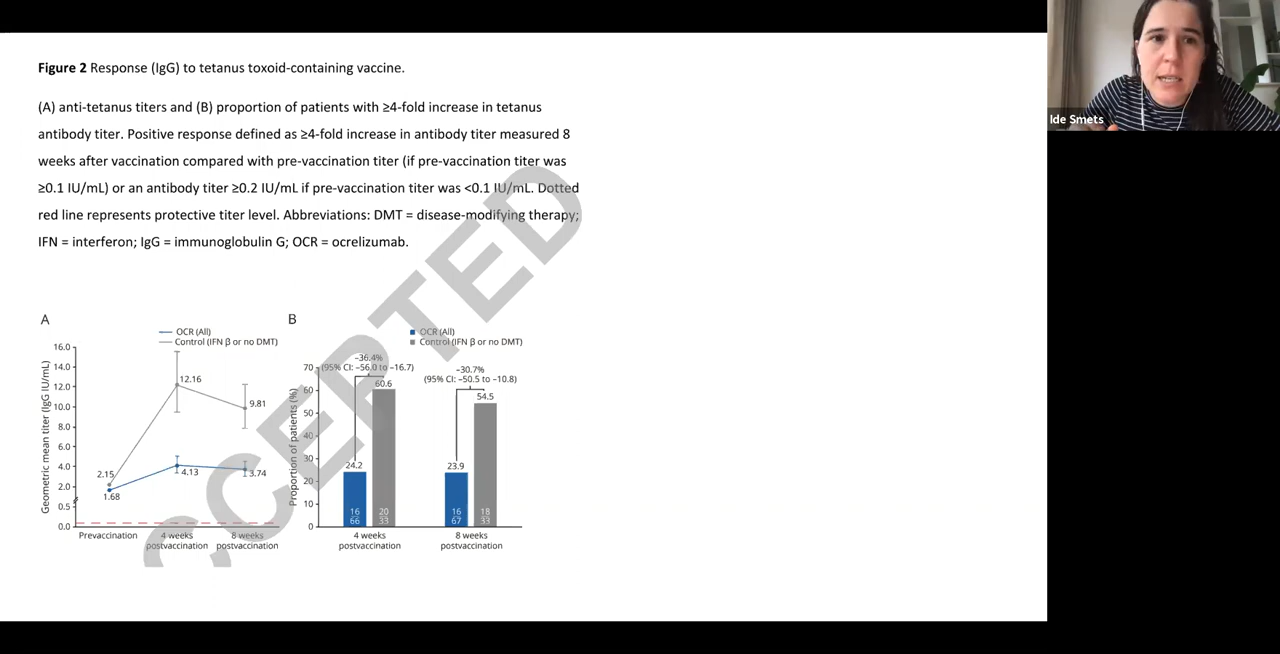 Figure 2 Response (IgG) to tetanus toxoid-containing vaccine.
(A) anti-tetanus titers and (B) proportion of patients with ≥4-fold increase in tetanus
antibody titer. Positive response defined as ≥4-fold increase in antibody titer measured 8
weeks after vaccination compared with pre-vaccination titer (if pre-vaccination titer was
≥0.1 IU/mL) or an antibody titer ≥0.2 IU/mL if pre-vaccination titer was <0.1 IU/mL. Dotted
red line represents protective titer level. Abbreviations: DMT = disease-modifying therapy;
IFN = interferon; IgG = immunoglobulin G; OCR = ocrelizumab.
Ide Smets
A
OCR (All)
Control (IFN β or no DMT)
Geometric mean titer (IgG IU/mL)
16.0
14.0
12.0
10.0
8.0
6.0
4.0
2.0
0.5
0.0
2.15
1.68
12.16
4.13
9.81
3.74
Prevaccination
4 weeks
postvaccination
8 weeks
postvaccination
B
OCR (All)
Control (IFN β or no DMT)
Proportion of patients (%)
70
60
50
40
30
20
10
0
–36.4%
(95% CI: –56.0 to –16.7)
60.6
24.2
16
66
20
33
–30.7%
(95% CI: –50.5 to –10.8)
54.5
23.9
16
67
18
33
4 weeks
postvaccination
8 weeks
postvaccination
CCEPTED